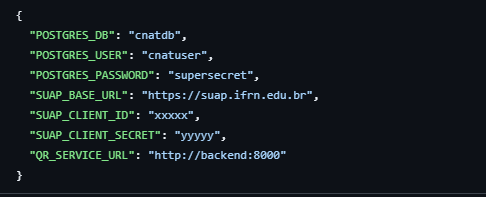 {
"POSTGRES_DB": "cnatdb",
"POSTGRES_USER": "cnatuser",
"POSTGRES_PASSWORD": "supersecret",
"SUAP_BASE_URL": "https://suap.ifrn.edu.br",
"SUAP_CLIENT_ID": "xxxxx",
"SUAP_CLIENT_SECRET": "yyyyy",
"QR_SERVICE_URL": "http://backend:8000"
}